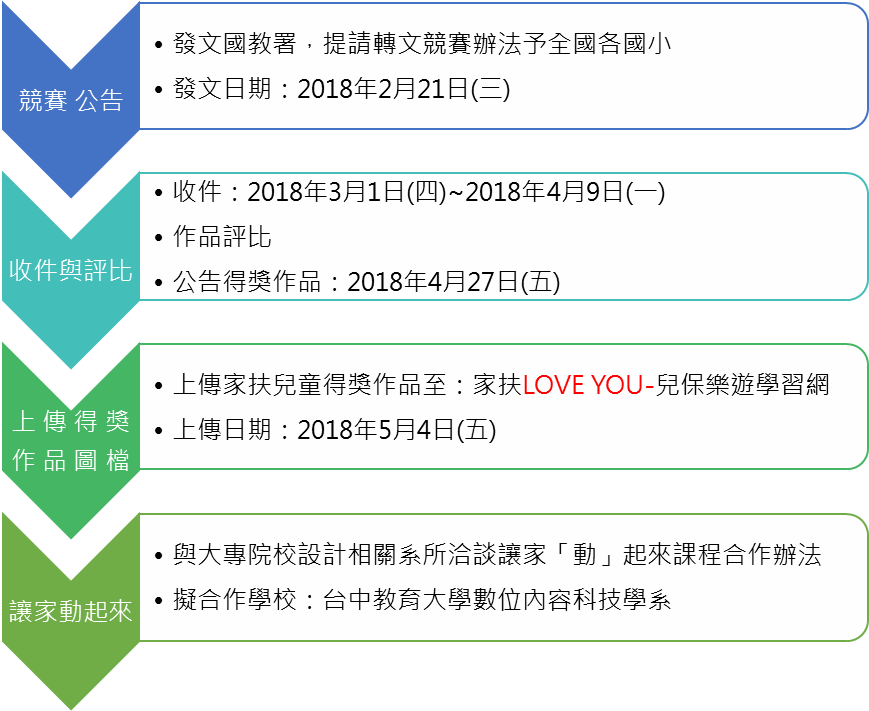 競賽 公告
• 發文國教署，提請轉文競賽辦法予全國各國小
• 發文日期：2018年2月21日(三)
收件與評比
• 收件：2018年3月1日(四)~2018年4月9日(一)
• 作品評比
• 公告得獎作品：2018年4月27日(五)
上傳得獎
作品圖檔
• 上傳家扶兒童得獎作品至：家扶LOVE YOU-兒保樂遊學習網
• 上傳日期：2018年5月4日(五)
讓家動起來
• 與大專院校設計相關系所洽談讓家「動」起來課程合作辦法
• 擬合作學校：台中教育大學數位內容科技學系